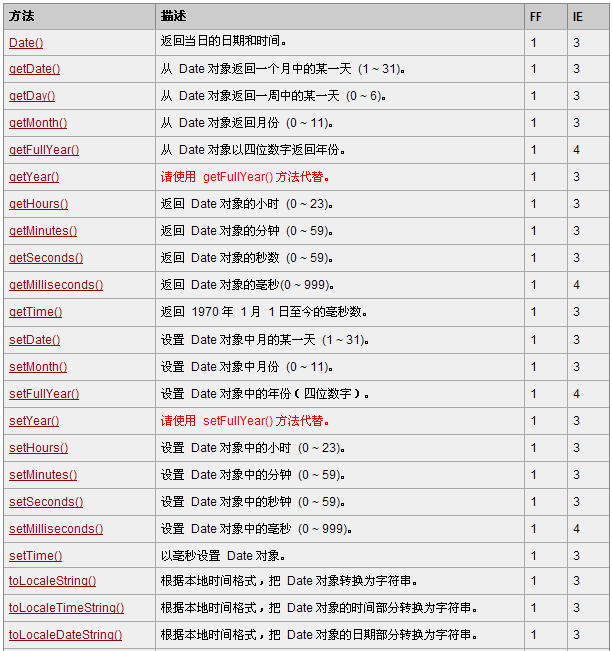 方法 描述 FF IE
Date() 返回当日的日期和时间。 1 3
getDate() 从 Date 对象返回一个月中的某一天 (1 ~ 31)。 1 3
getDay() 从 Date 对象返回一周中的某一天 (0 ~ 6)。 1 3
getMonth() 从 Date 对象返回月份 (0 ~ 11)。 1 3
getFullYear() 从 Date 对象以四位数字返回年份。 1 4
getYear() 请使用 getFullYear() 方法代替。 1 3
getHours() 返回 Date 对象的小时 (0 ~ 23)。 1 3
getMinutes() 返回 Date 对象的分钟 (0 ~ 59)。 1 3
getSeconds() 返回 Date 对象的秒数 (0 ~ 59)。 1 3
getMilliseconds() 返回 Date 对象的毫秒(0 ~ 999)。 1 4
getTime() 返回 1970 年 1 月 1 日至今的毫秒数。 1 3
setDate() 设置 Date 对象中月的某一天 (1 ~ 31)。 1 3
setMonth() 设置 Date 对象中月份 (0 ~ 11)。 1 3
setFullYear() 设置 Date 对象中的年份（四位数字）。 1 4
setYear() 请使用 setFullYear() 方法代替。 1 3
setHours() 设置 Date 对象中的小时 (0 ~ 23)。 1 3
setMinutes() 设置 Date 对象中的分钟 (0 ~ 59)。 1 3
setSeconds() 设置 Date 对象中的秒钟 (0 ~ 59)。 1 3
setMilliseconds() 设置 Date 对象中的毫秒 (0 ~ 999)。 1 4
setTime() 以毫秒设置 Date 对象。 1 3
toLocaleString() 根据本地时间格式，把 Date 对象转换为字符串。 1 3
toLocaleTimeString() 根据本地时间格式，把 Date 对象的时间部分转换为字符串。 1 3
toLocaleDateString() 根据本地时间格式，把 Date 对象的日期部分转换为字符串。 1 3